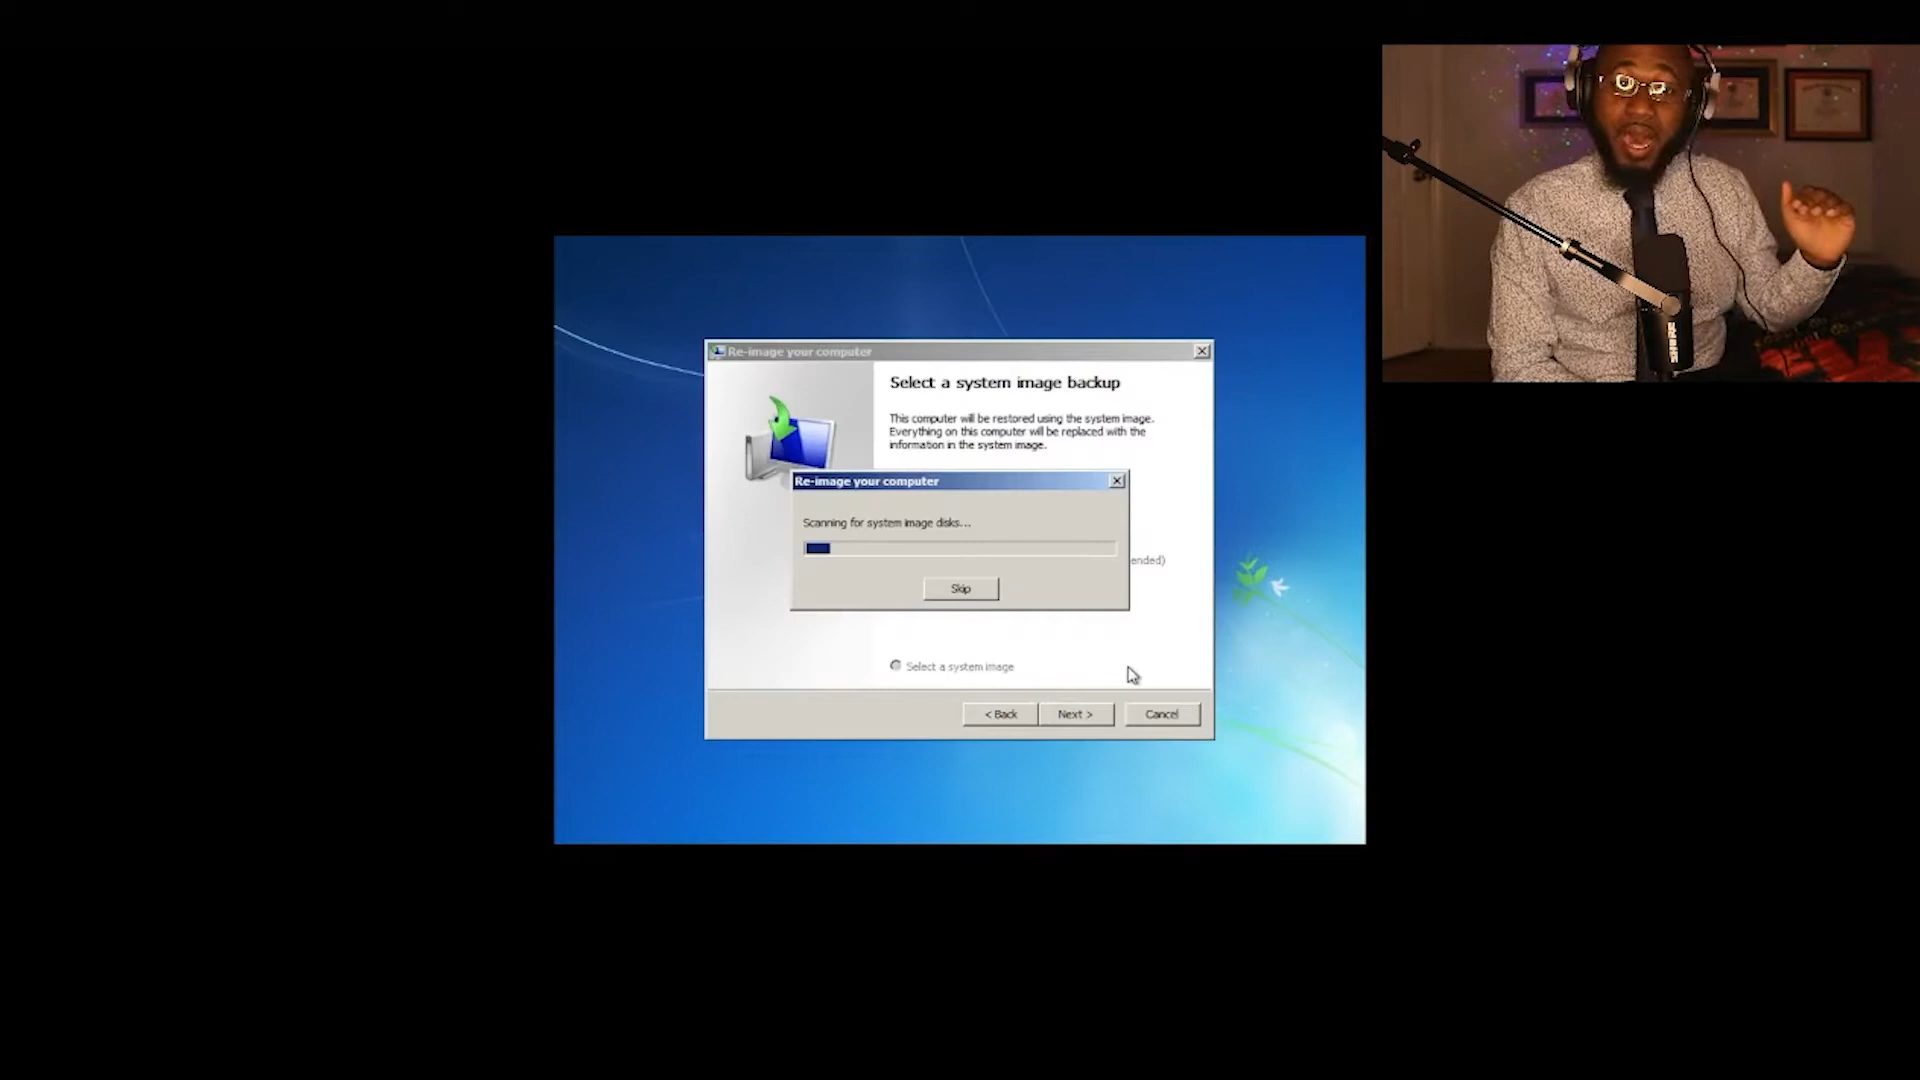 Re-image your computer
Select a system image backup
This computer will be restored using the system image.
Everything on this computer will be replaced with the
information in the system image.
Re-image your computer
Scanning for system image disks...
ended)
Skip
Select a system image
< Back
Next >
Cancel
SHURE